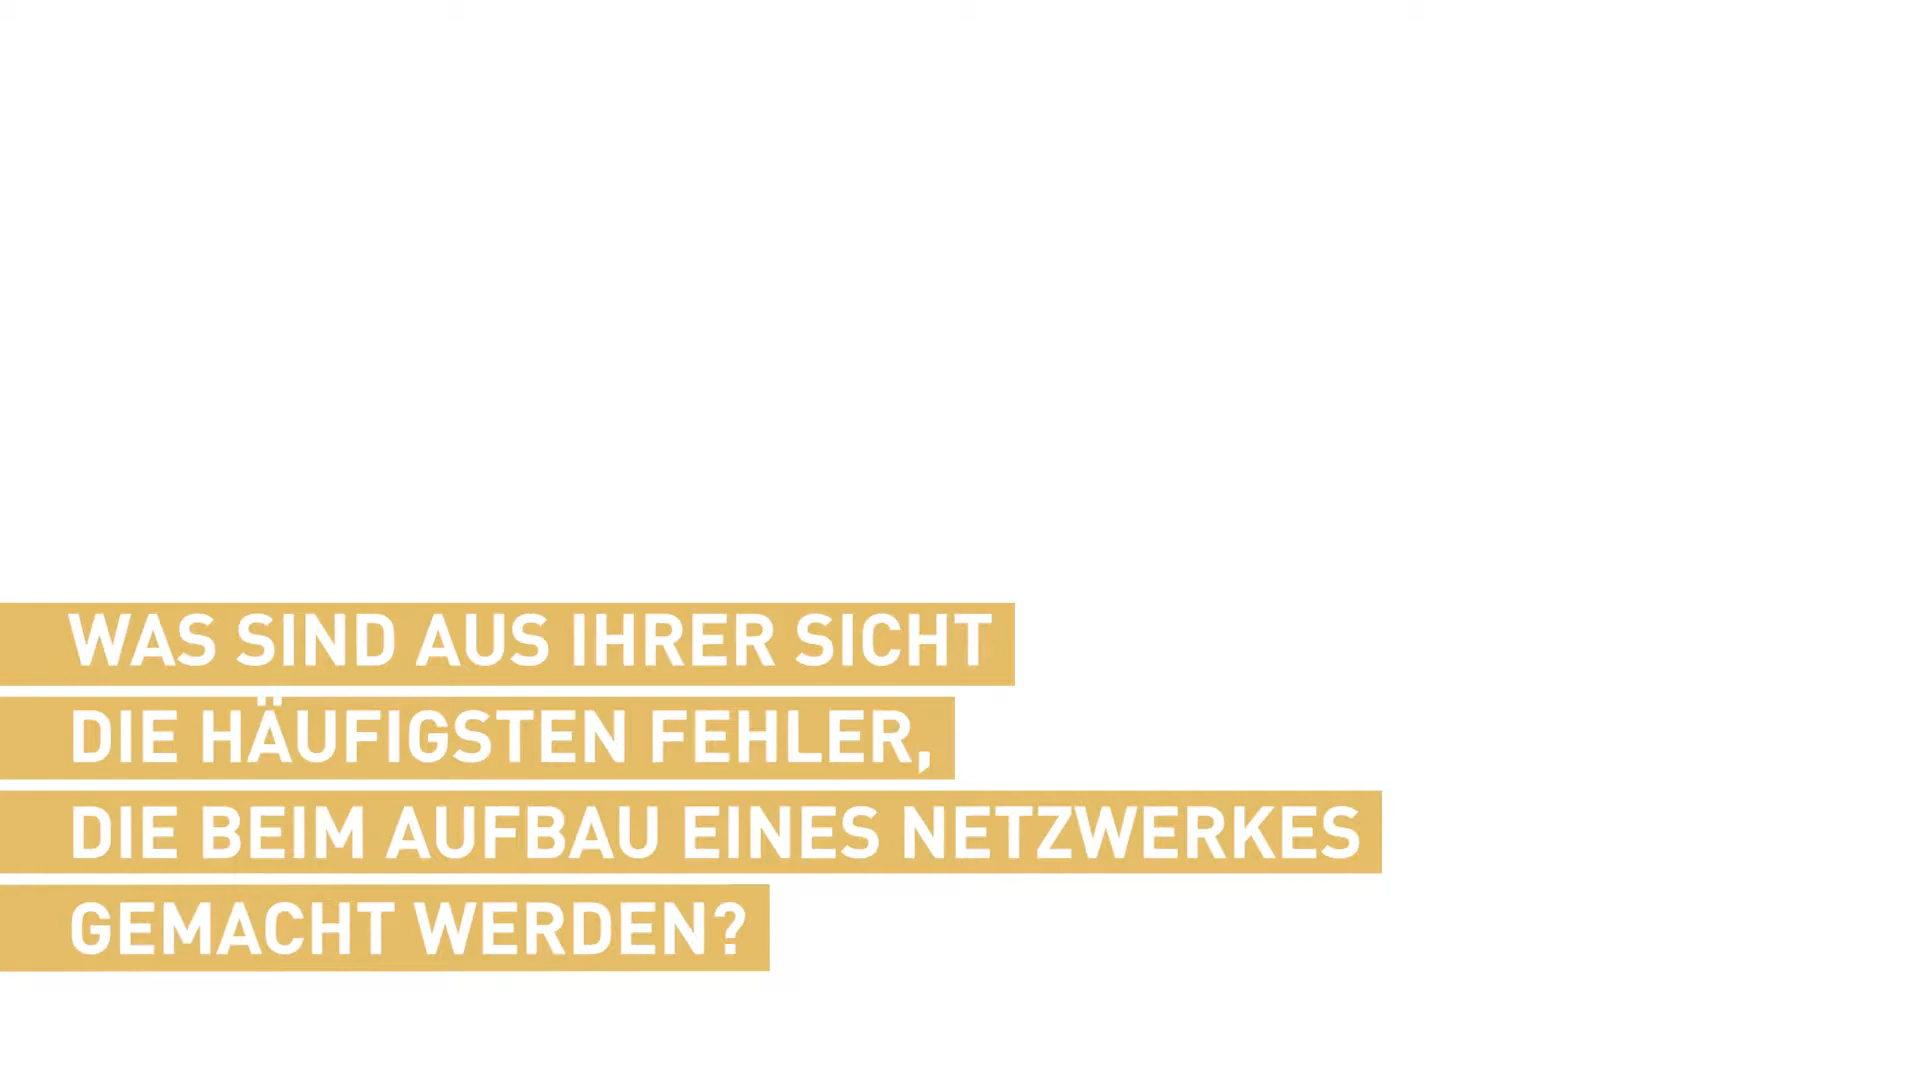 WAS SIND AUS IHRER SICHT
DIE HÄUFIGSTEN FEHLER,
DIE BEIM AUFBAU EINES NETZWERKES
GEMACHT WERDEN?